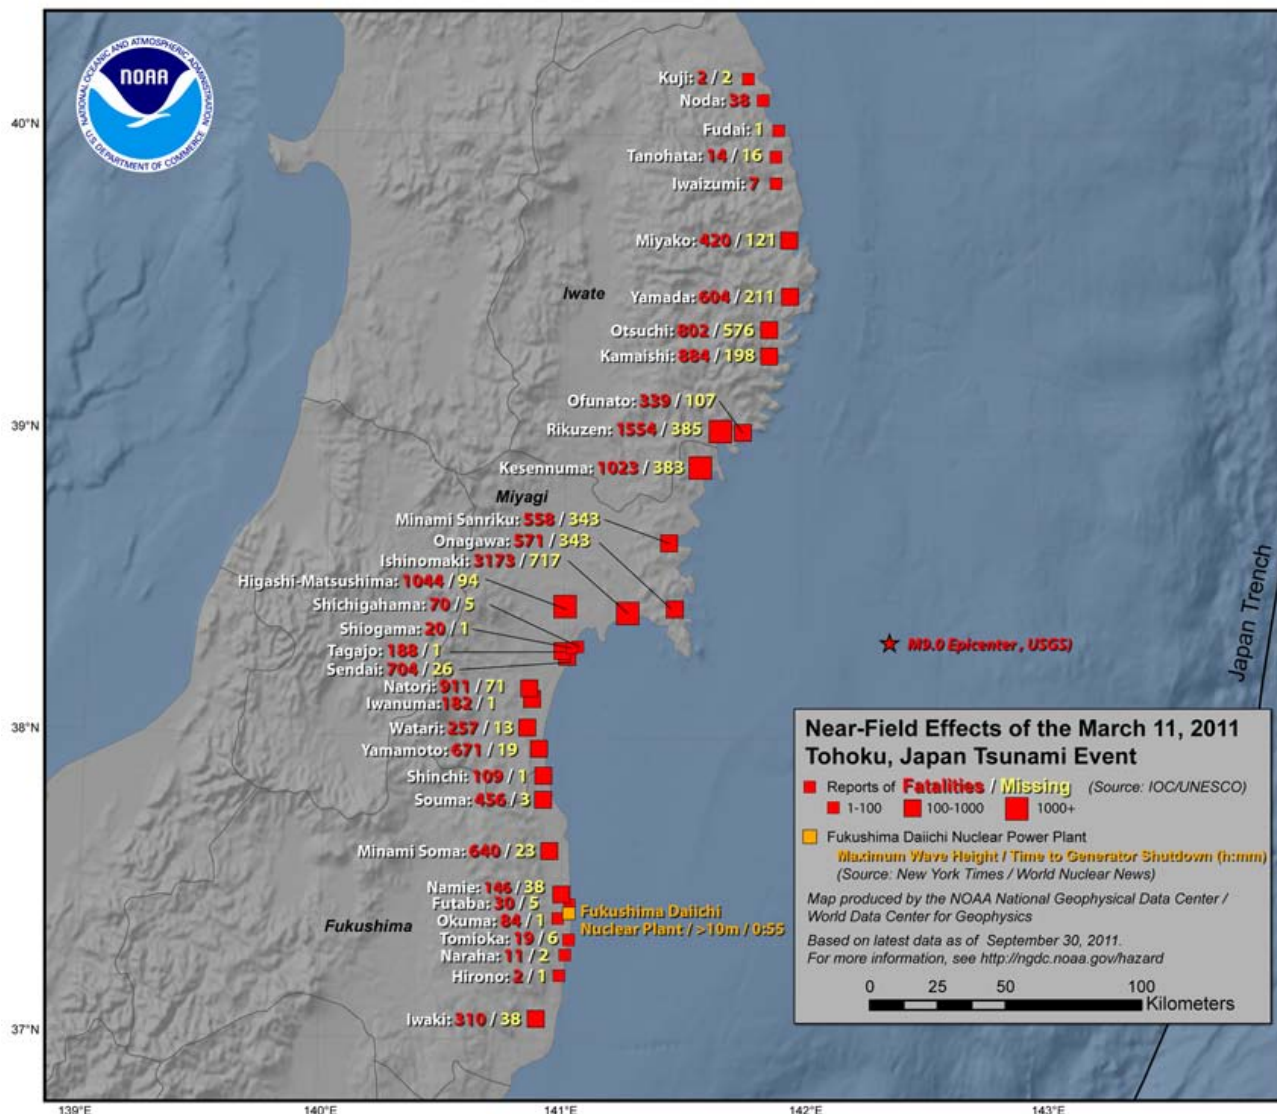 NATIONAL OCEANIC AND ATMOSPHERIC ADMINISTRATION
NOAA
U.S. DEPARTMENT OF COMMERCE
Kuji: 2 / 2
Noda: 38
40°N
Fudai: 1
Tanohata: 14 / 16
Iwaizumi: 7
Miyako: 420 / 121
Iwate
Yamada: 604 / 211
Otsuchi: 802 / 576
Kamaishi: 884 / 198
Ofunato: 339 / 107
39°N
Rikuzen: 1554 / 385
Kesennuma: 1023 / 383
Miyagi
Minami Sanriku: 558 / 343
Onagawa: 571 / 343
Ishinomaki: 3173 / 717
Higashi-Matsushima: 1044 / 94
Shichigahama: 70 / 5
Shiogama: 20 / 1
Tagajo: 188 / 1
Sendai: 704 / 26
M9.0 Epicenter , USGS)
Japan Trench
Natori: 911 / 71
Iwanuma: 182 / 1
38°N
Watari: 257 / 13
Yamamoto: 671 / 19
Shinchi: 109 / 1
Souma: 456 / 3
Minami Soma: 640 / 23
Namie: 146 / 38
Futaba: 30 / 5
Okuma: 84 / 1
Fukushima
Tomioka: 19 / 6
Naraha: 11 / 2
Hirono: 2 / 1
Fukushima Daiichi
Nuclear Plant / >10m / 0:55
37°N
Iwaki: 310 / 38
Near-Field Effects of the March 11, 2011
Tohoku, Japan Tsunami Event
Reports of Fatalities / Missing (Source: IOC/UNESCO)
1-100 100-1000 1000+
Fukushima Daiichi Nuclear Power Plant
Maximum Wave Height / Time to Generator Shutdown (h:mm)
(Source: New York Times / World Nuclear News)
Map produced by the NOAA National Geophysical Data Center /
World Data Center for Geophysics
Based on latest data as of September 30, 2011.
For more information, see http://ngdc.noaa.gov/hazard
0 25 50 100
Kilometers
139°E 140°E 141°E 142°E 143°E